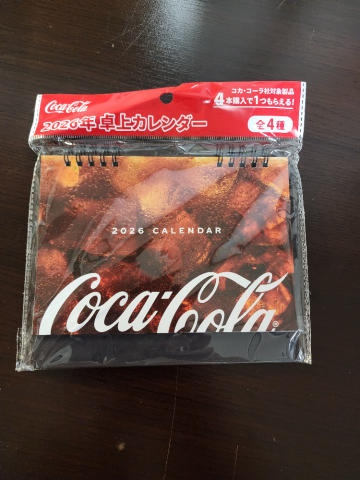 Coca-Cola
コカ・コーラ社対象製品
4本購入で1つもらえる!
2026年 卓上カレンダー
全4種
2026 CALENDAR
Coca-Cola®